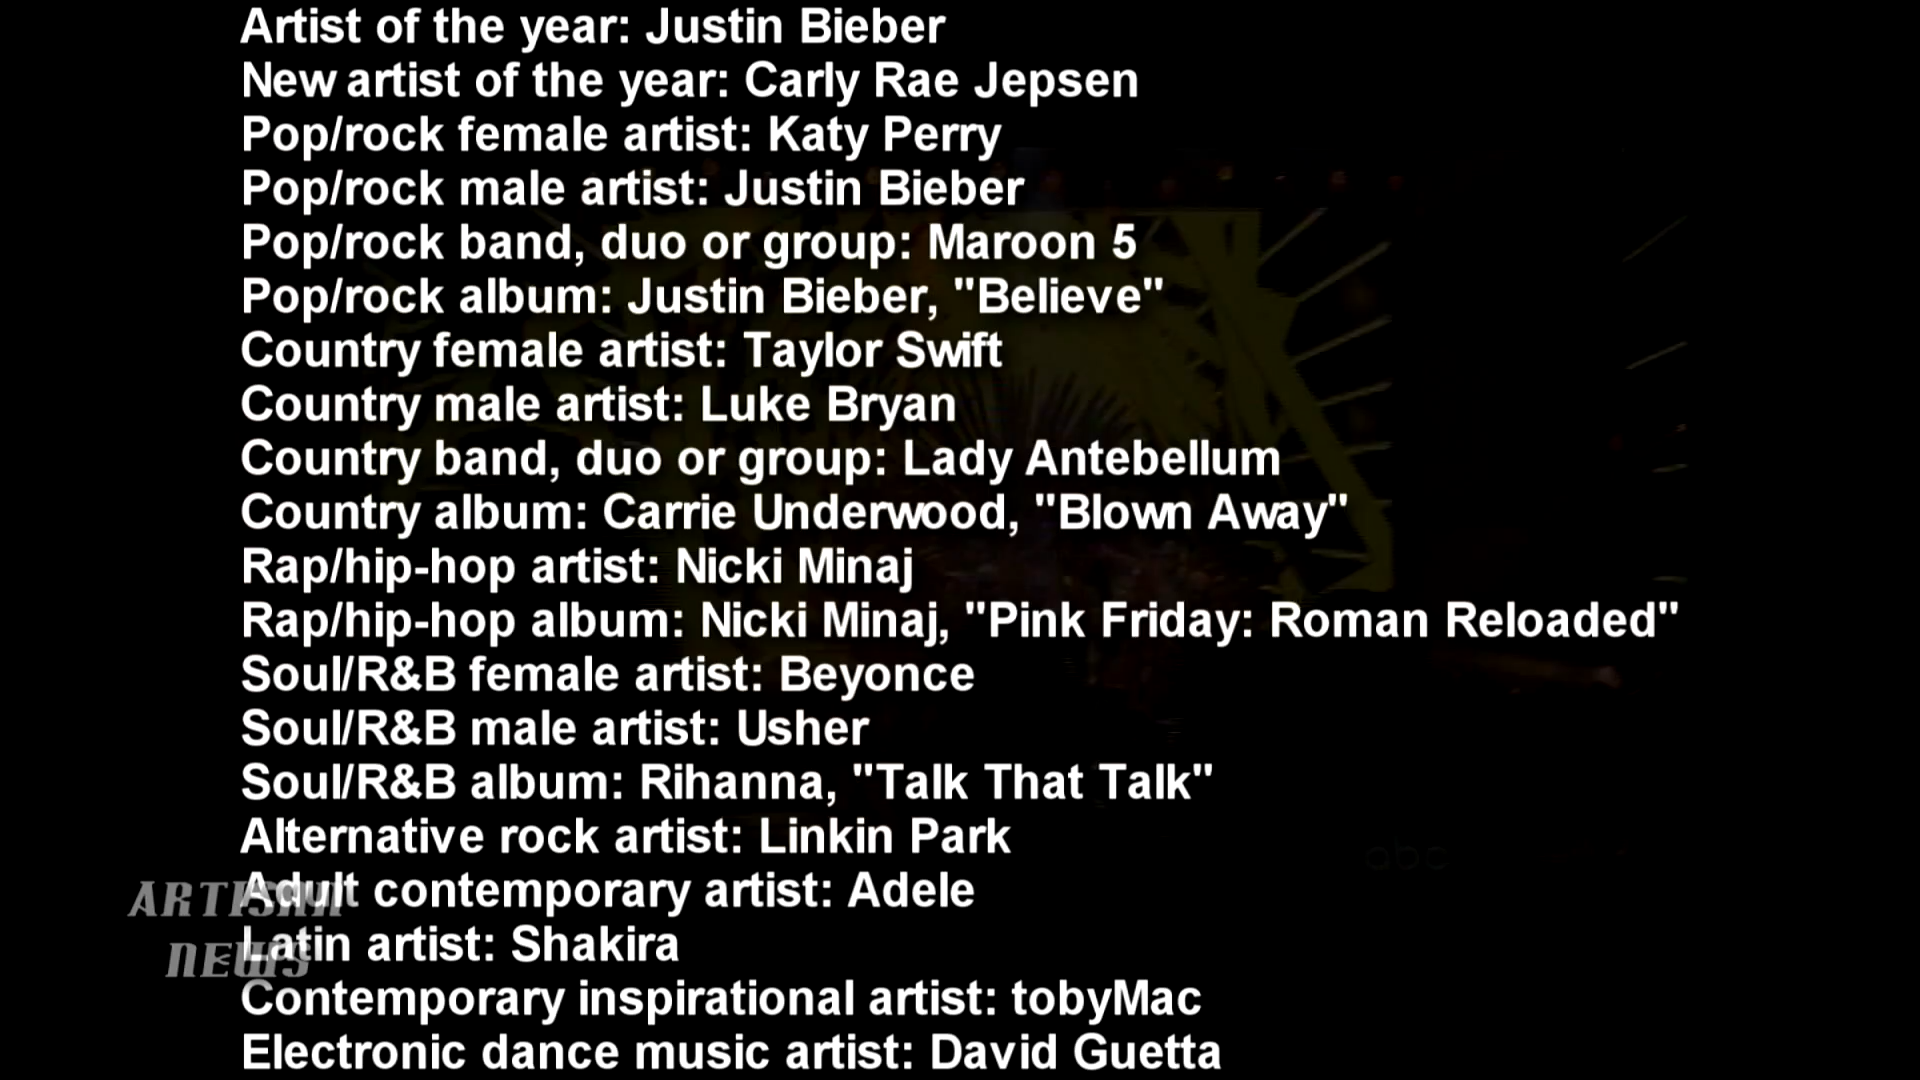 Artist of the year: Justin Bieber
New artist of the year: Carly Rae Jepsen
Pop/rock female artist: Katy Perry
Pop/rock male artist: Justin Bieber
Pop/rock band, duo or group: Maroon 5
Pop/rock album: Justin Bieber, "Believe"
Country female artist: Taylor Swift
Country male artist: Luke Bryan
Country band, duo or group: Lady Antebellum
Country album: Carrie Underwood, "Blown Away"
Rap/hip-hop artist: Nicki Minaj
Rap/hip-hop album: Nicki Minaj, "Pink Friday: Roman Reloaded"
Soul/R&B female artist: Beyonce
Soul/R&B male artist: Usher
Soul/R&B album: Rihanna, "Talk That Talk"
Alternative rock artist: Linkin Park
abc
Adult contemporary artist: Adele
Latin artist: Shakira
Contemporary inspirational artist: tobyMac
Electronic dance music artist: David Guetta
ARTISAN
NEWS